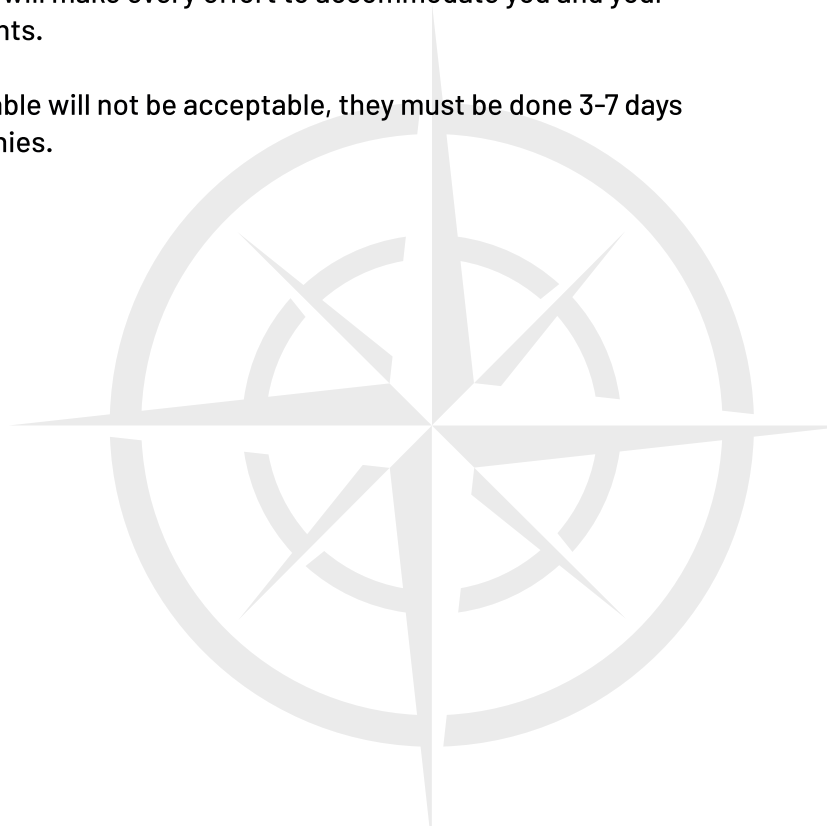 will make every effort to accommodate you and your
nts.
able will not be acceptable, they must be done 3-7 days
nies.